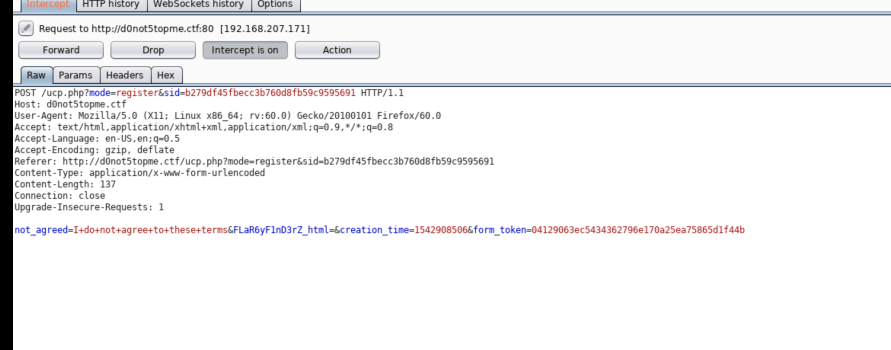 Intercept HTTP history WebSockets history Options
Request to http://d0not5topme.ctf:80 [192.168.207.171]
Forward Drop Intercept is on Action
Raw Params Headers Hex
POST /ucp.php?mode=register&sid=b279df45fbecc3b760d8fb59c9595691 HTTP/1.1
Host: d0not5topme.ctf
User-Agent: Mozilla/5.0 (X11; Linux x86_64; rv:60.0) Gecko/20100101 Firefox/60.0
Accept: text/html,application/xhtml+xml,application/xml;q=0.9,*/*;q=0.8
Accept-Language: en-US,en;q=0.5
Accept-Encoding: gzip, deflate
Referer: http://d0not5topme.ctf/ucp.php?mode=register&sid=b279df45fbecc3b760d8fb59c9595691
Content-Type: application/x-www-form-urlencoded
Content-Length: 137
Connection: close
Upgrade-Insecure-Requests: 1
not_agreed=I+do+not+agree+to+these+terms&FLaR6yF1nD3rZ_html=&creation_time=1542908506&form_token=04129063ec5434362796e170a25ea75865d1f44b